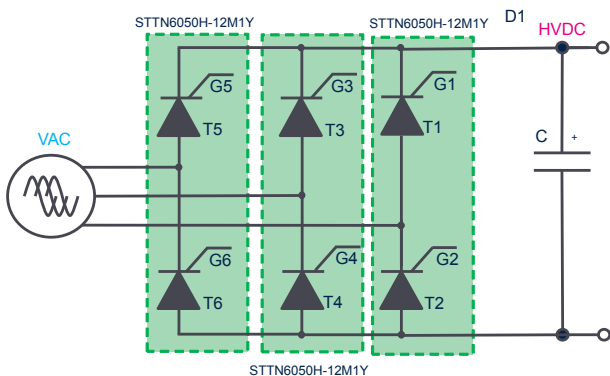 STTN6050H-12M1Y
STTN6050H-12M1Y
D1
HVDC
G5
G3
G1
T5
T3
T1
C
+
VAC
G6
G4
G2
T6
T4
T2
STTN6050H-12M1Y